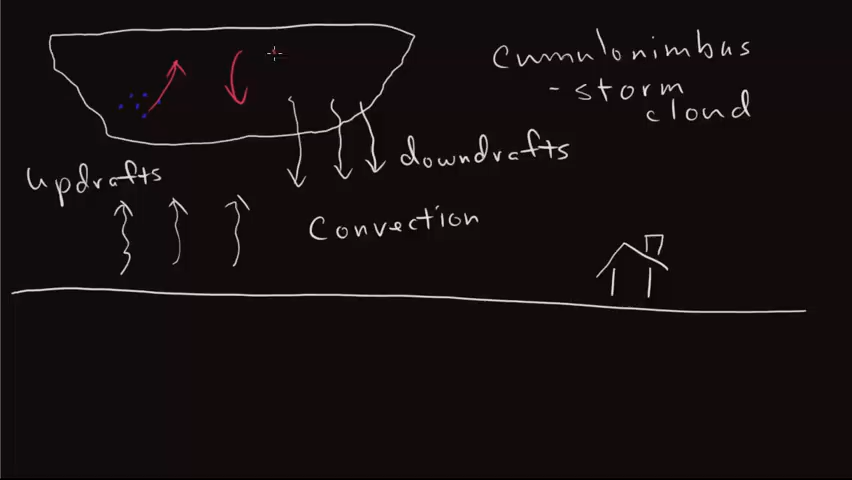 cumulonimbus
- storm
cloud
downdrafts
updrafts
Convection